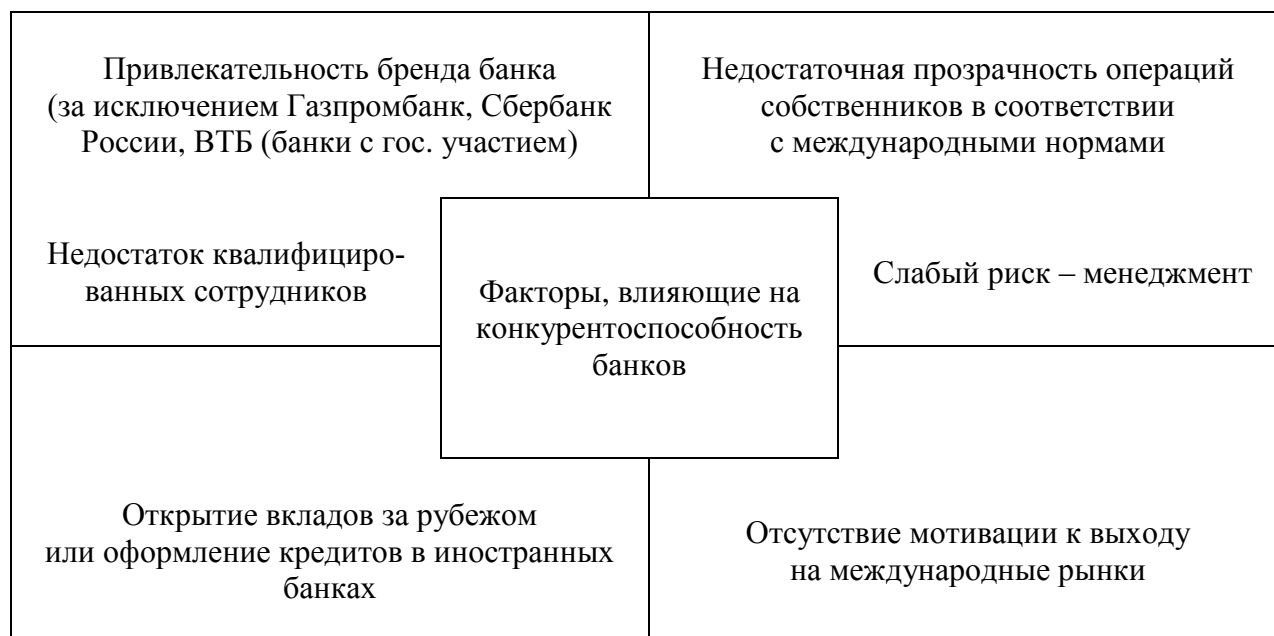 Привлекательность бренда банка
(за исключением Газпромбанк, Сбербанк
России, ВТБ (банки с гос. участием)
Недостаточная прозрачность операций
собственников в соответствии
с международными нормами
Недостаток квалифициро-
ванных сотрудников
Факторы, влияющие на
конкурентоспособность
банков
Слабый риск – менеджмент
Открытие вкладов за рубежом
или оформление кредитов в иностранных
банках
Отсутствие мотивации к выходу
на международные рынки